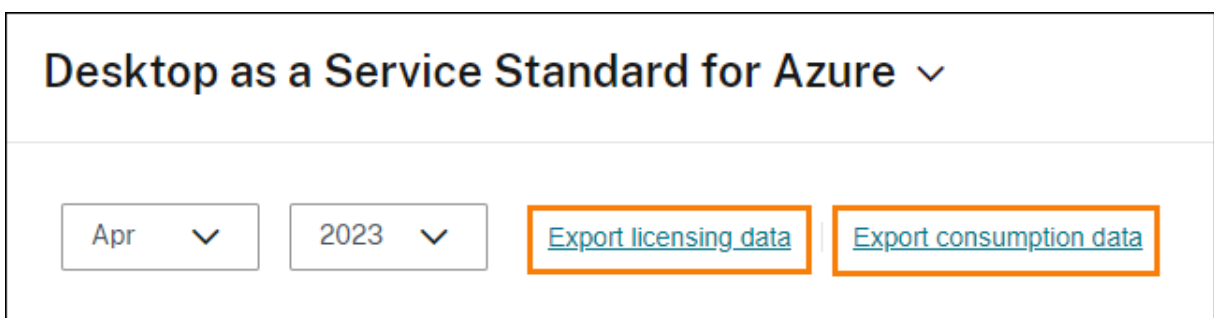 Desktop as a Service Standard for Azure
Apr 2023 Export licensing data Export consumption data